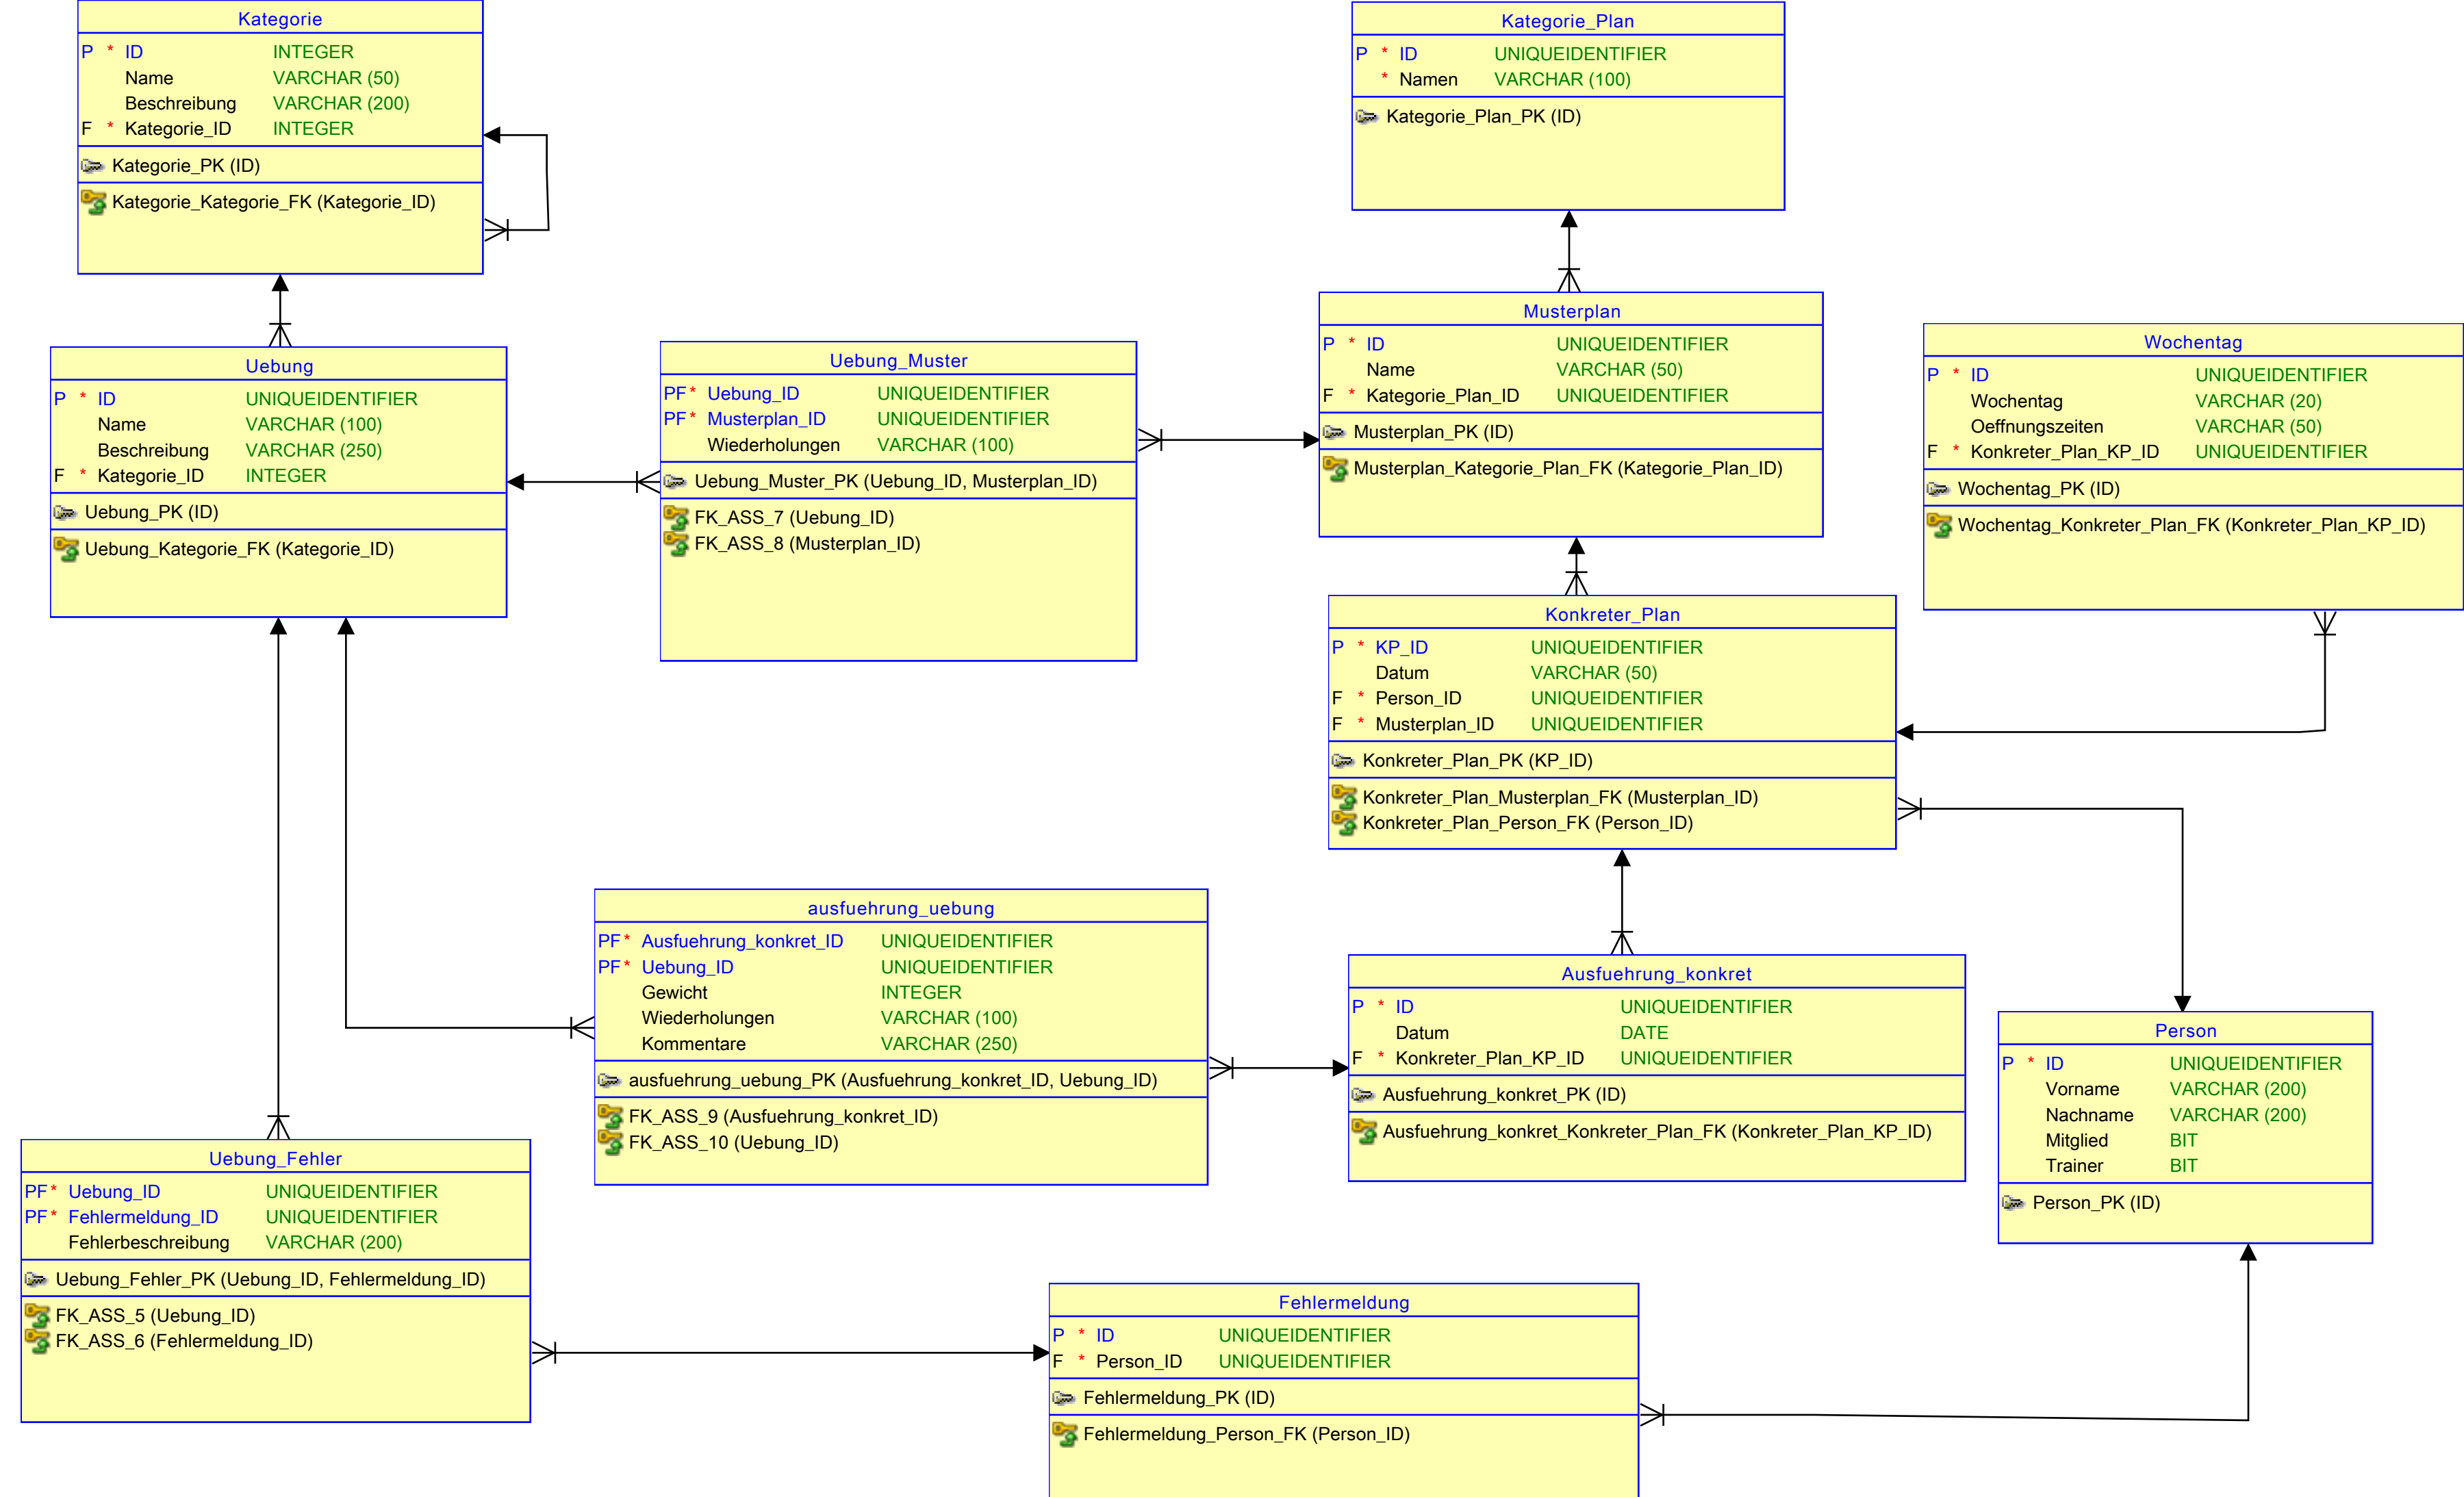 Kategorie
P * ID INTEGER
Name VARCHAR (50)
Beschreibung VARCHAR (200)
F * Kategorie_ID INTEGER
Kategorie_PK (ID)
Kategorie_Kategorie_FK (Kategorie_ID)
Kategorie_Plan
P * ID UNIQUEIDENTIFIER
* Namen VARCHAR (100)
Kategorie_Plan_PK (ID)
Uebung
P * ID UNIQUEIDENTIFIER
Name VARCHAR (100)
Beschreibung VARCHAR (250)
F * Kategorie_ID INTEGER
Uebung_PK (ID)
Uebung_Kategorie_FK (Kategorie_ID)
Uebung_Muster
PF * Uebung_ID UNIQUEIDENTIFIER
PF * Musterplan_ID UNIQUEIDENTIFIER
Wiederholungen VARCHAR (100)
Uebung_Muster_PK (Uebung_ID, Musterplan_ID)
FK_ASS_7 (Uebung_ID)
FK_ASS_8 (Musterplan_ID)
Musterplan
P * ID UNIQUEIDENTIFIER
Name VARCHAR (50)
F * Kategorie_Plan_ID UNIQUEIDENTIFIER
Musterplan_PK (ID)
Musterplan_Kategorie_Plan_FK (Kategorie_Plan_ID)
Wochentag
P * ID UNIQUEIDENTIFIER
Wochentag VARCHAR (20)
Oeffnungszeiten VARCHAR (50)
F * Konkreter_Plan_KP_ID UNIQUEIDENTIFIER
Wochentag_PK (ID)
Wochentag_Konkreter_Plan_FK (Konkreter_Plan_KP_ID)
Konkreter_Plan
P * KP_ID UNIQUEIDENTIFIER
Datum VARCHAR (50)
F * Person_ID UNIQUEIDENTIFIER
F * Musterplan_ID UNIQUEIDENTIFIER
Konkreter_Plan_PK (KP_ID)
Konkreter_Plan_Musterplan_FK (Musterplan_ID)
Konkreter_Plan_Person_FK (Person_ID)
ausfuehrung_uebung
PF * Ausfuehrung_konkret_ID UNIQUEIDENTIFIER
PF * Uebung_ID UNIQUEIDENTIFIER
Gewicht INTEGER
Wiederholungen VARCHAR (100)
Kommentare VARCHAR (250)
ausfuehrung_uebung_PK (Ausfuehrung_konkret_ID, Uebung_ID)
FK_ASS_9 (Ausfuehrung_konkret_ID)
FK_ASS_10 (Uebung_ID)
Ausfuehrung_konkret
P * ID UNIQUEIDENTIFIER
Datum DATE
F * Konkreter_Plan_KP_ID UNIQUEIDENTIFIER
Ausfuehrung_konkret_PK (ID)
Ausfuehrung_konkret_Konkreter_Plan_FK (Konkreter_Plan_KP_ID)
Person
P * ID UNIQUEIDENTIFIER
Vorname VARCHAR (200)
Nachname VARCHAR (200)
Mitglied BIT
Trainer BIT
Person_PK (ID)
Uebung_Fehler
PF * Uebung_ID UNIQUEIDENTIFIER
PF * Fehlermeldung_ID UNIQUEIDENTIFIER
Fehlerbeschreibung VARCHAR (200)
Uebung_Fehler_PK (Uebung_ID, Fehlermeldung_ID)
FK_ASS_5 (Uebung_ID)
FK_ASS_6 (Fehlermeldung_ID)
Fehlermeldung
P * ID UNIQUEIDENTIFIER
F * Person_ID UNIQUEIDENTIFIER
Fehlermeldung_PK (ID)
Fehlermeldung_Person_FK (Person_ID)